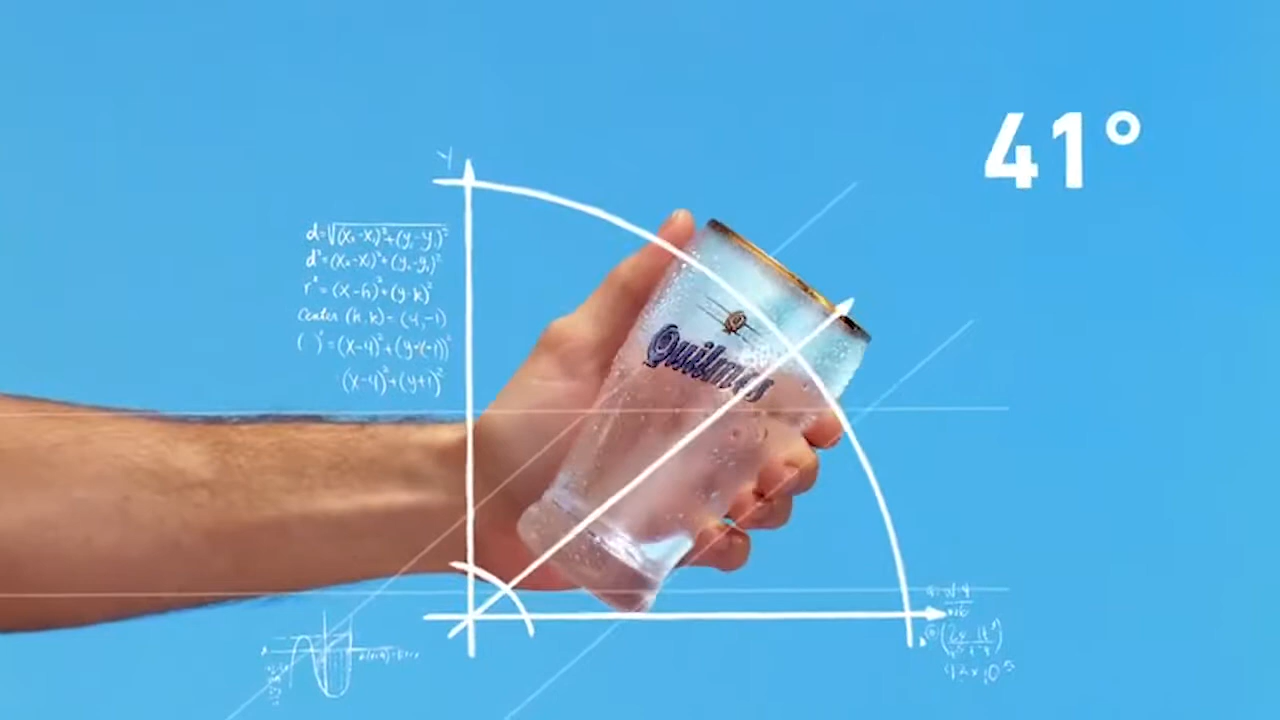 41°
Y
d=√(x₂-x₁)²+(y₂-y₁)²
d²=(x₂-x₁)²+(y₂-y₁)²
r²=(x-h)²+(y-k)²
center (h,k)=(4,-1)
( )²=(x-4)²+(y-(-1))²
(x-4)²+(y+1)²
Quilmes